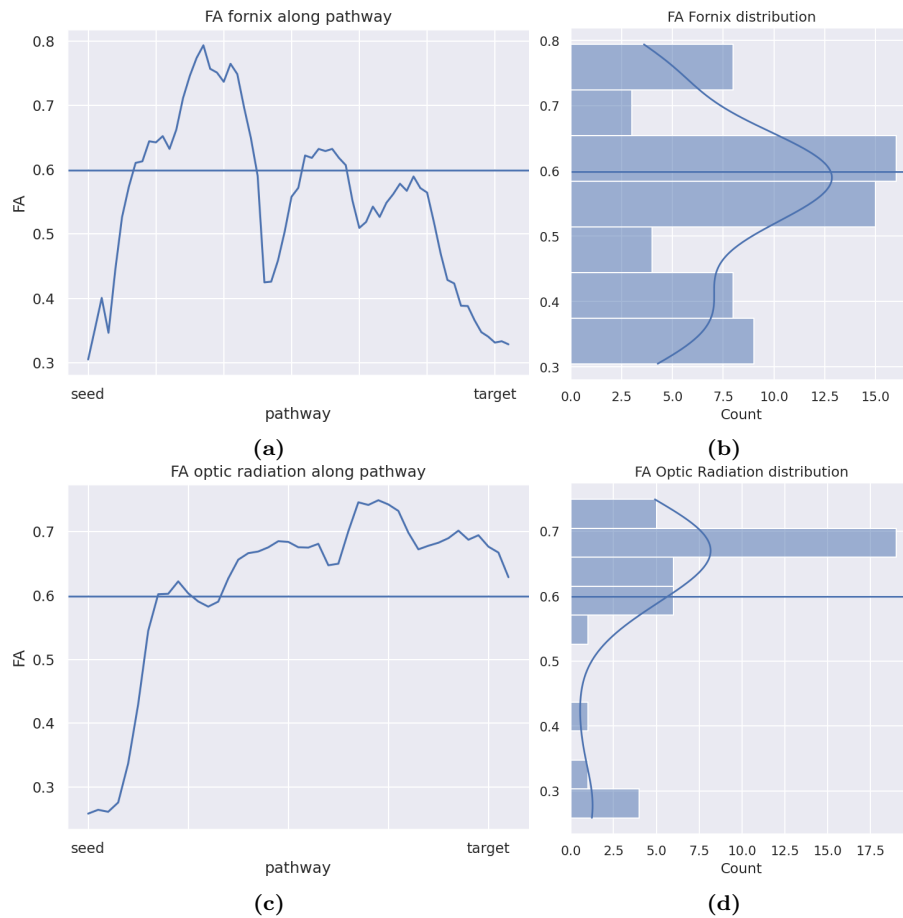 FA fornix along pathway
0.8
0.7
0.6
0.5
0.4
0.3
FA
seed
target
pathway
(a)
FA Fornix distribution
0.8
0.7
0.6
0.5
0.4
0.3
0.0 2.5 5.0 7.5 10.0 12.5 15.0
Count
(b)
FA optic radiation along pathway
0.7
0.6
0.5
0.4
0.3
FA
seed
target
pathway
(c)
FA Optic Radiation distribution
0.7
0.6
0.5
0.4
0.3
0.0 2.5 5.0 7.5 10.0 12.5 15.0 17.5
Count
(d)